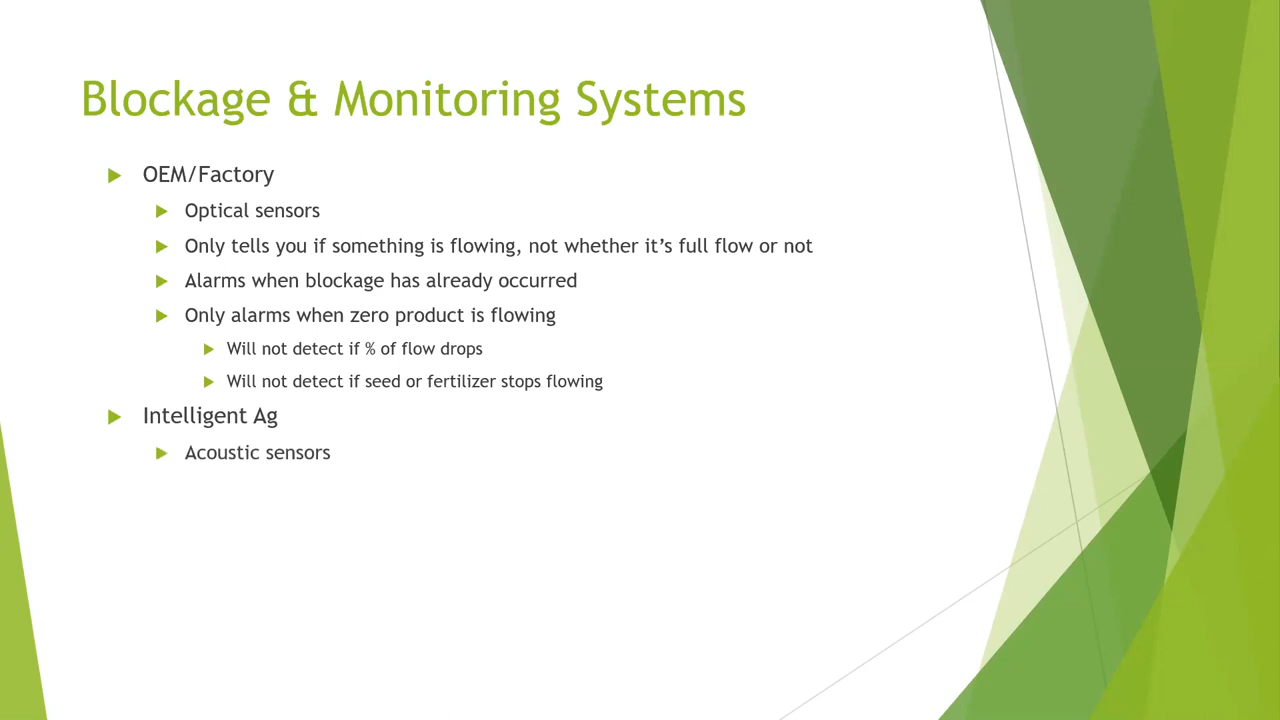 Blockage & Monitoring Systems
OEM/Factory
Optical sensors
Only tells you if something is flowing, not whether it’s full flow or not
Alarms when blockage has already occurred
Only alarms when zero product is flowing
Will not detect if % of flow drops
Will not detect if seed or fertilizer stops flowing
Intelligent Ag
Acoustic sensors